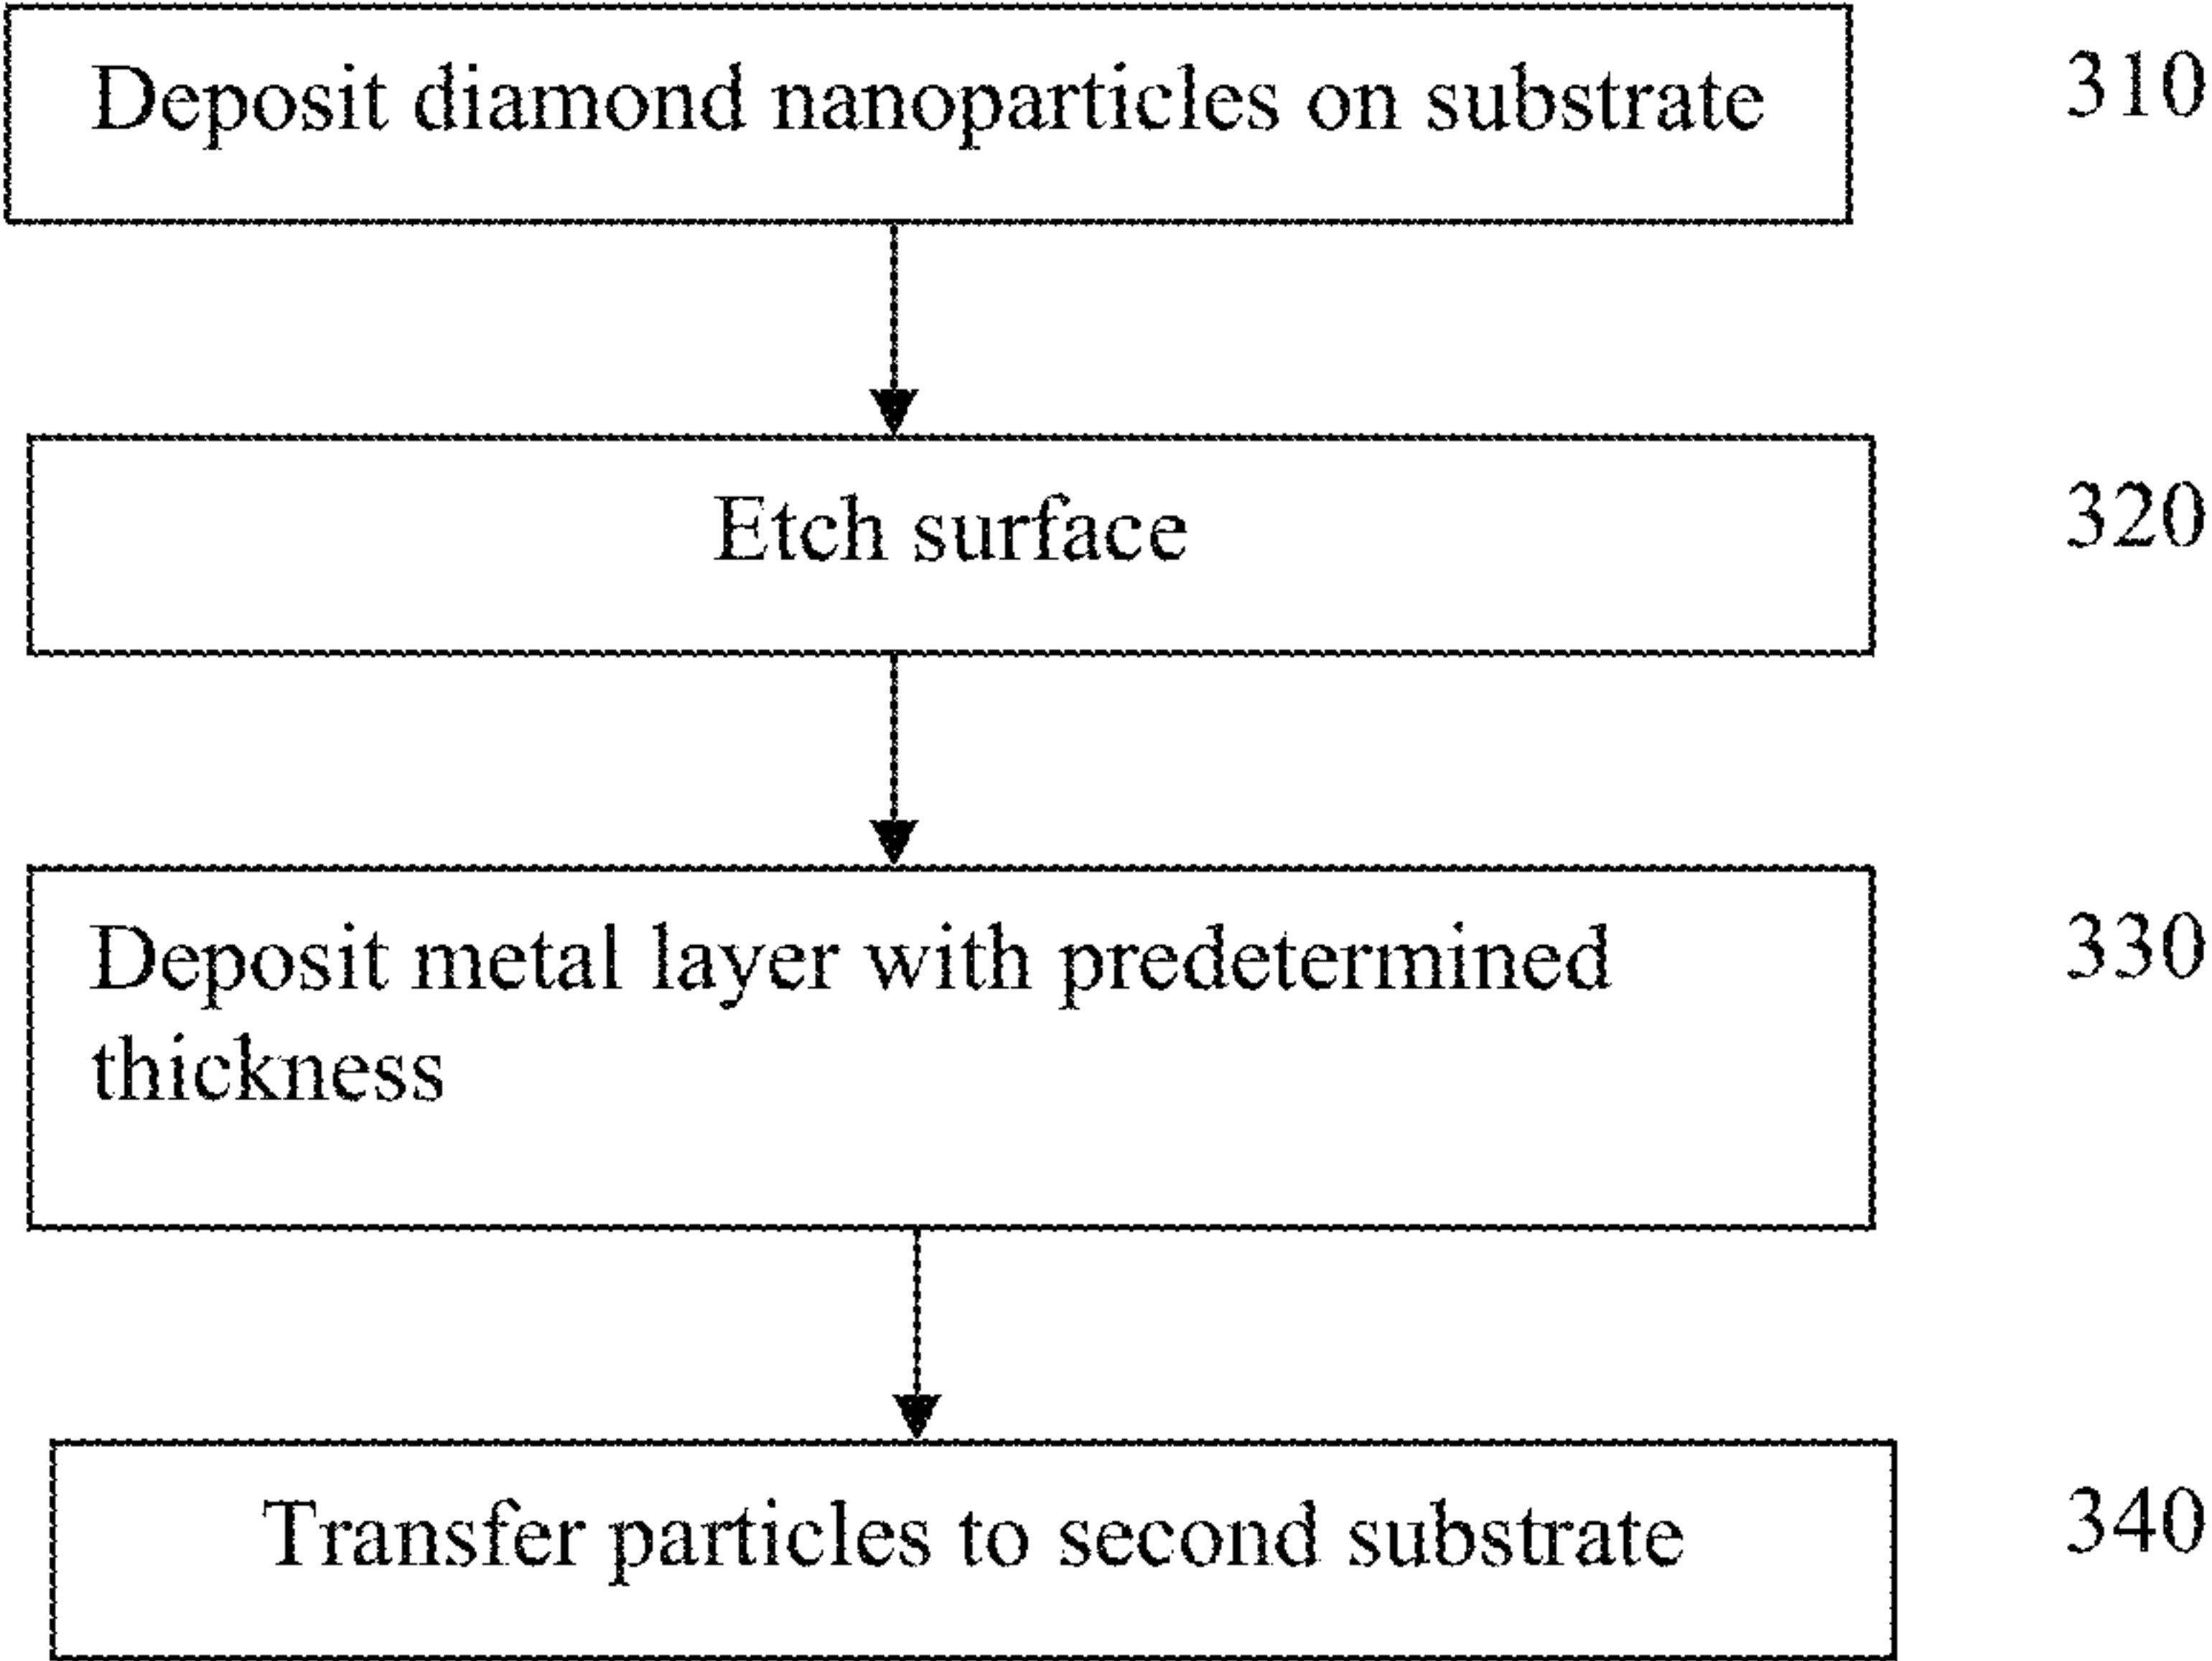 Deposit diamond nanoparticles on substrate 310
Etch surface 320
Deposit metal layer with predetermined 330
thickness
Transfer particles to second substrate 340